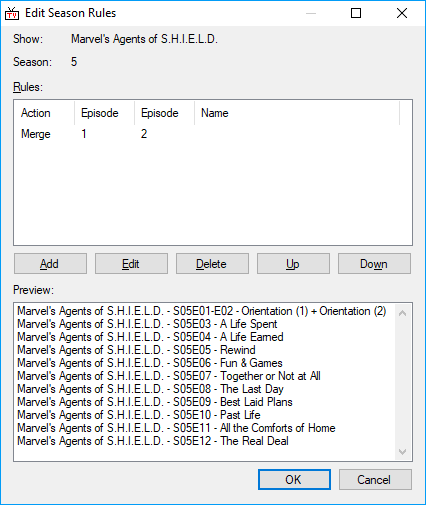 Edit Season Rules
Show: Marvel's Agents of S.H.I.E.L.D.
Season: 5
Rules:
Action Episode Episode Name
Merge 1 2
Add Edit Delete Up Down
Preview:
Marvel's Agents of S.H.I.E.L.D. - S05E01-E02 - Orientation (1) + Orientation (2)
Marvel's Agents of S.H.I.E.L.D. - S05E03 - A Life Spent
Marvel's Agents of S.H.I.E.L.D. - S05E04 - A Life Earned
Marvel's Agents of S.H.I.E.L.D. - S05E05 - Rewind
Marvel's Agents of S.H.I.E.L.D. - S05E06 - Fun & Games
Marvel's Agents of S.H.I.E.L.D. - S05E07 - Together or Not at All
Marvel's Agents of S.H.I.E.L.D. - S05E08 - The Last Day
Marvel's Agents of S.H.I.E.L.D. - S05E09 - Best Laid Plans
Marvel's Agents of S.H.I.E.L.D. - S05E10 - Past Life
Marvel's Agents of S.H.I.E.L.D. - S05E11 - All the Comforts of Home
Marvel's Agents of S.H.I.E.L.D. - S05E12 - The Real Deal
OK Cancel